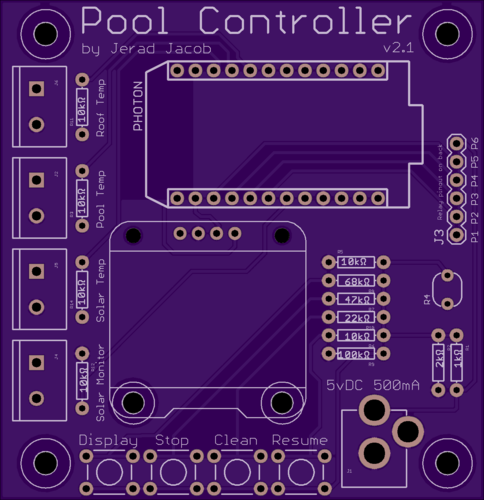 Pool Controller
by Jerad Jacob
v2.1
10kΩ
Roof Temp
PHOTON
10kΩ
Pool Temp
Relay pinout on back
J3
P1 P2 P3 P4 P5 P6
10kΩ
Solar Temp
10kΩ
68kΩ
47kΩ
22kΩ
10kΩ
100kΩ
R4
10kΩ
Solar Monitor
2kΩ
1kΩ
5vDC 500mA
Display Stop Clean Resume